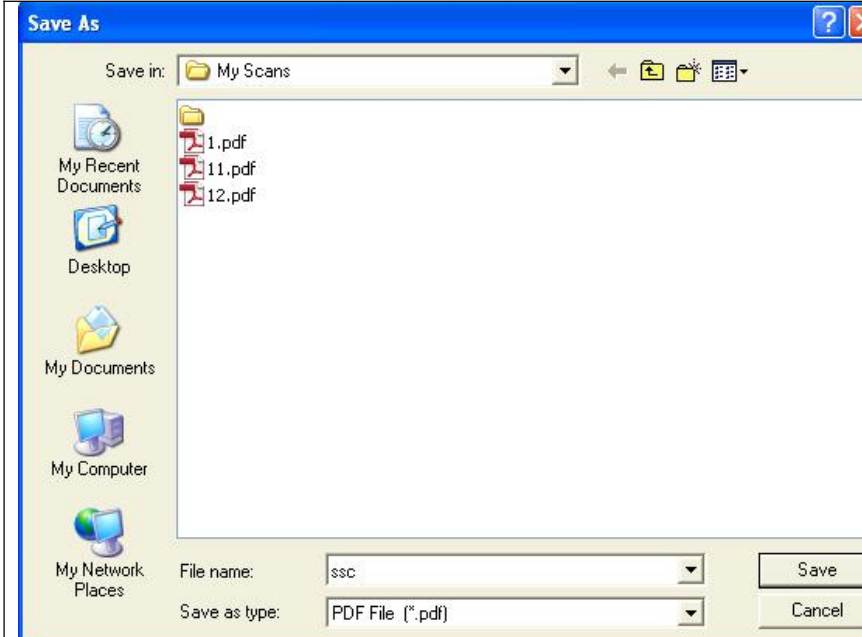 Save As
Save in:
My Scans
My Recent
Documents
Desktop
My Documents
My Computer
My Network
Places
1.pdf
11.pdf
12.pdf
File name:
ssc
Save
Save as type:
PDF File (*.pdf)
Cancel